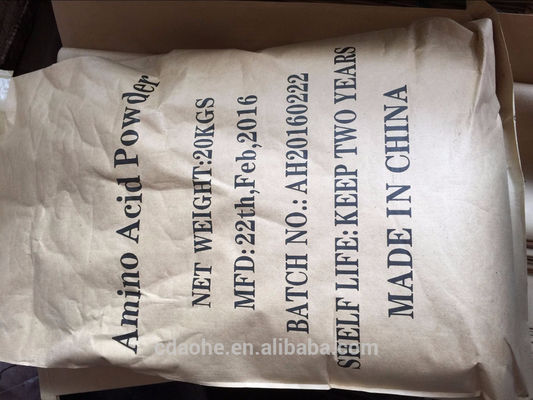 Amino Acid Powder
NET WEIGHT:20KGS
MFD:22th,Feb,2016
BATCH NO.:AH20160222
SHELF LIFE:KEEP TWO YEARS
MADE IN CHINA
cdaohe.en.alibaba.com